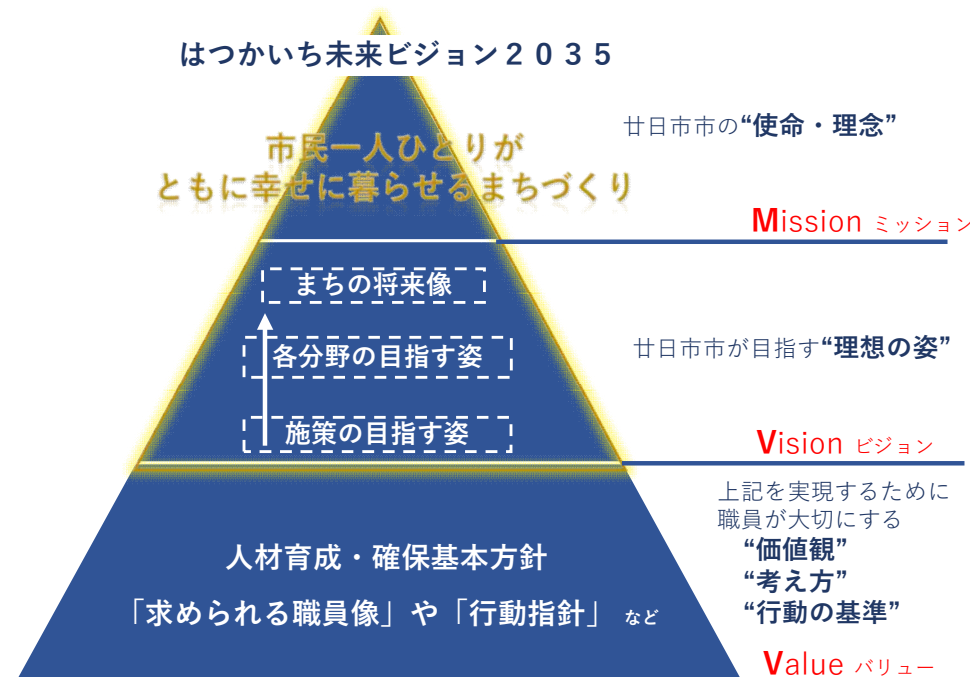 はつかいち未来ビジョン２０３５
廿日市市の“使命・理念”
市民一人ひとりが
ともに幸せに暮らせるまちづくり
Mission ミッション
まちの将来像
各分野の目指す姿
廿日市市が目指す“理想の姿”
施策の目指す姿
Vision ビジョン
上記を実現するために
職員が大切にする
“価値観”
“考え方”
“行動の基準”
人材育成・確保基本方針
「求められる職員像」や「行動指針」 など
Value バリュー